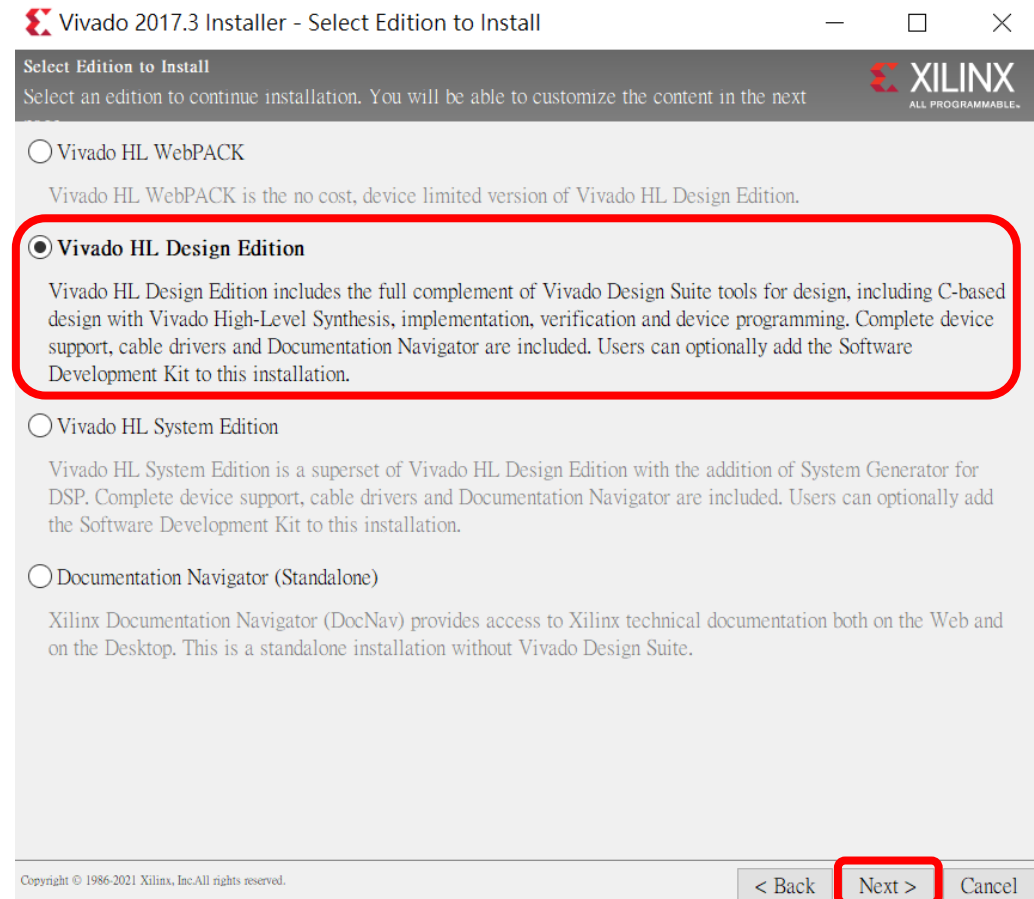 Vivado 2017.3 Installer - Select Edition to Install
Select Edition to Install
Select an edition to continue installation. You will be able to customize the content in the next
XILINX
ALL PROGRAMMABLE.
Vivado HL WebPACK
Vivado HL WebPACK is the no cost, device limited version of Vivado HL Design Edition.
Vivado HL Design Edition
Vivado HL Design Edition includes the full complement of Vivado Design Suite tools for design, including C-based
design with Vivado High-Level Synthesis, implementation, verification and device programming. Complete device
support, cable drivers and Documentation Navigator are included. Users can optionally add the Software
Development Kit to this installation.
Vivado HL System Edition
Vivado HL System Edition is a superset of Vivado HL Design Edition with the addition of System Generator for
DSP. Complete device support, cable drivers and Documentation Navigator are included. Users can optionally add
the Software Development Kit to this installation.
Documentation Navigator (Standalone)
Xilinx Documentation Navigator (DocNav) provides access to Xilinx technical documentation both on the Web and
on the Desktop. This is a standalone installation without Vivado Design Suite.
Copyright © 1986-2021 Xilinx, Inc.All rights reserved.
< Back Next > Cancel